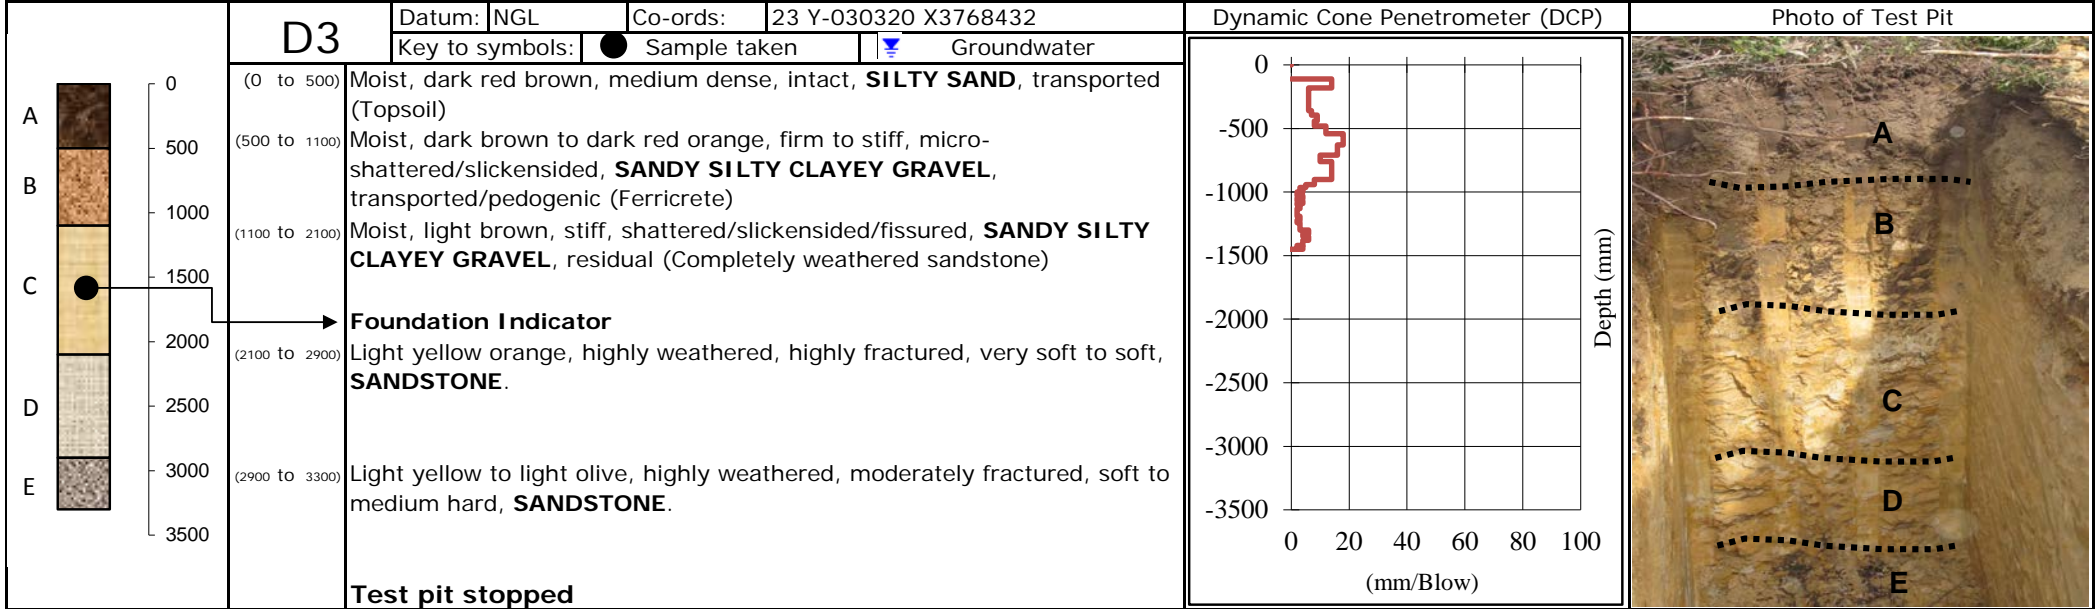 D3
Datum: NGL Co-ords: 23 Y-030320 X3768432
Key to symbols: Sample taken Groundwater
Dynamic Cone Penetrometer (DCP)
Photo of Test Pit
A
B
C
D
E
0
500
1000
1500
2000
2500
3000
3500
(0 to 500) Moist, dark red brown, medium dense, intact, SILTY SAND, transported
(Topsoil)
(500 to 1100) Moist, dark brown to dark red orange, firm to stiff, micro-
shattered/slickensided, SANDY SILTY CLAYEY GRAVEL,
transported/pedogenic (Ferricrete)
(1100 to 2100) Moist, light brown, stiff, shattered/slickensided/fissured, SANDY SILTY
CLAYEY GRAVEL, residual (Completely weathered sandstone)
Foundation Indicator
(2100 to 2900) Light yellow orange, highly weathered, highly fractured, very soft to soft,
SANDSTONE.
(2900 to 3300) Light yellow to light olive, highly weathered, moderately fractured, soft to
medium hard, SANDSTONE.
Test pit stopped
0
-500
-1000
-1500
-2000
-2500
-3000
-3500
0 20 40 60 80 100
(mm/Blow)
Depth (mm)
A
B
C
D
E